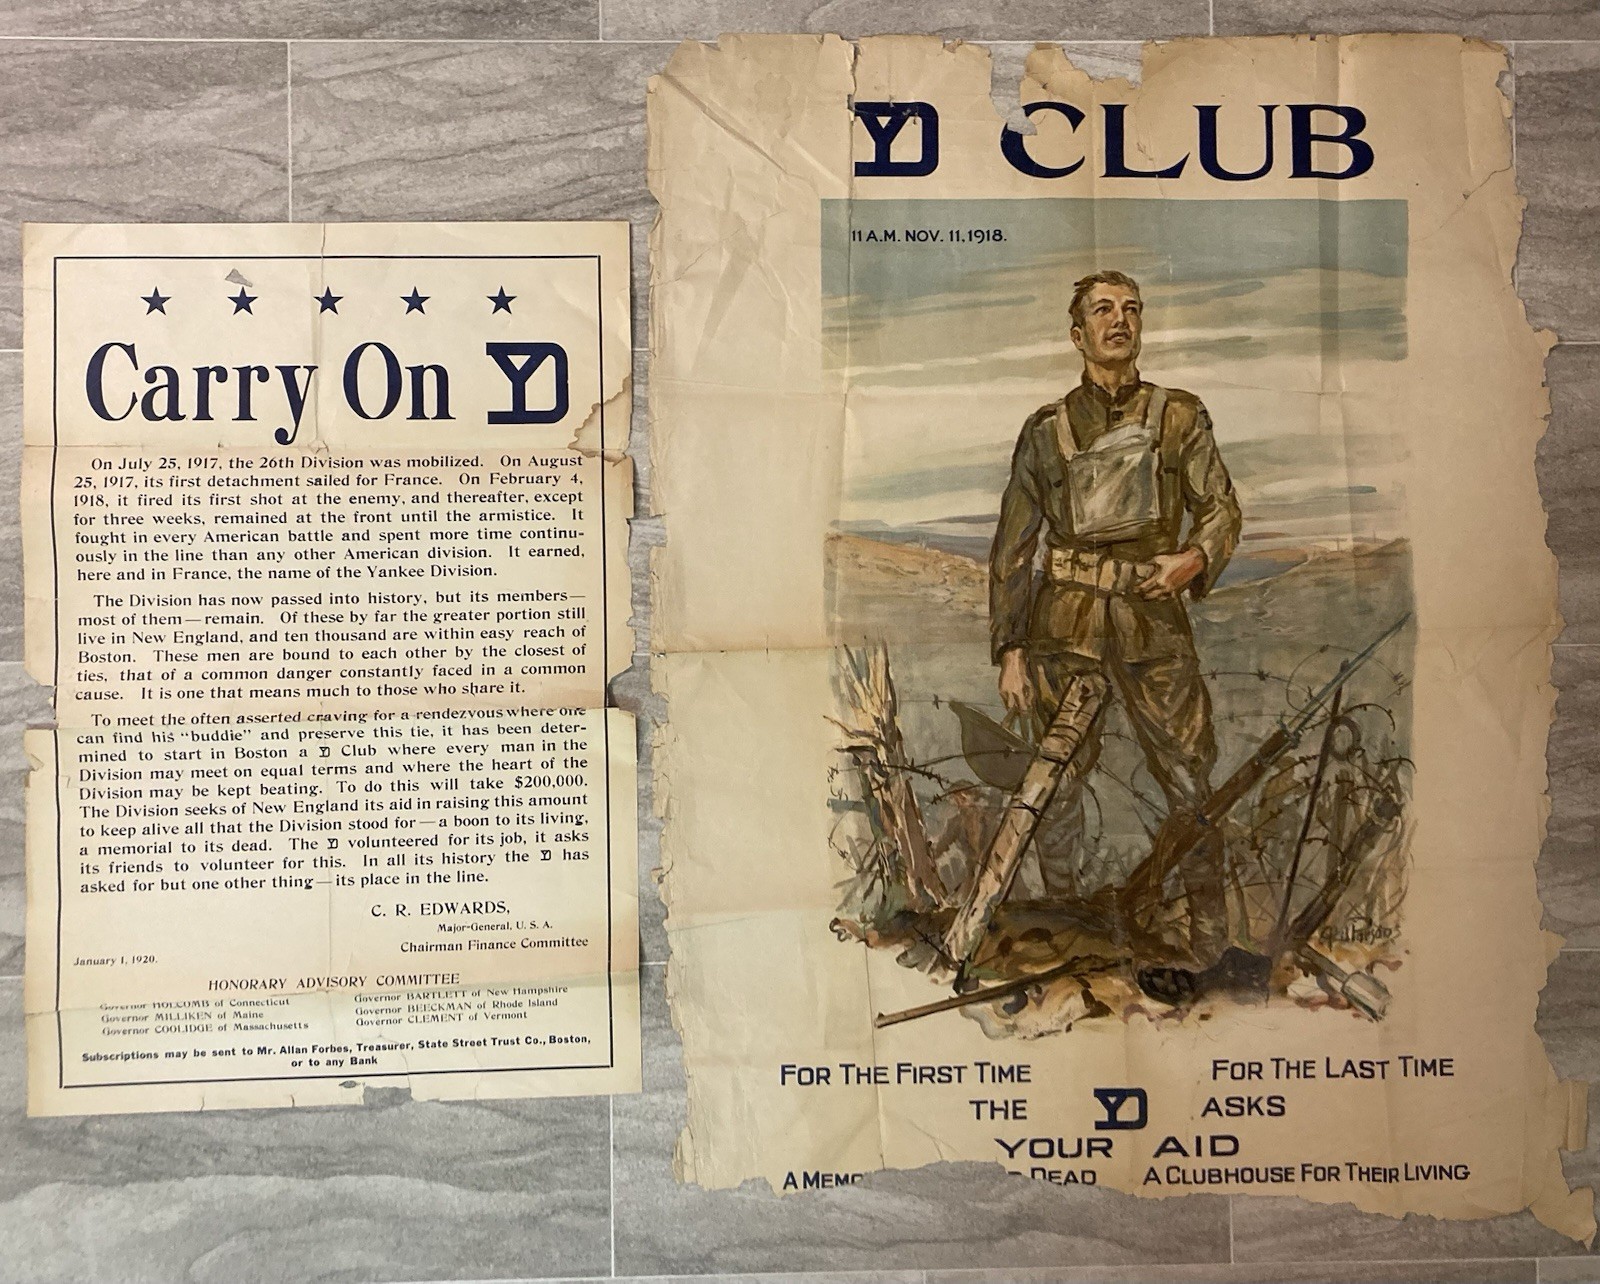 Carry On YD
On July 25, 1917, the 26th Division was mobilized. On August
25, 1917, its first detachment sailed for France. On February 4,
1918, it fired its first shot at the enemy, and thereafter, except
for three weeks, remained at the front until the armistice. It
fought in every American battle and spent more time continu-
ously in the line than any other American division. It earned,
here and in France, the name of the Yankee Division.
The Division has now passed into history, but its members—
most of them—remain. Of these by far the greater portion still
live in New England, and ten thousand are within easy reach of
Boston. These men are bound to each other by the closest of
ties, that of a common danger constantly faced in a common
cause. It is one that means much to those who share it.
To meet the often asserted craving for a rendezvous where one
can find his "buddie" and preserve this tie, it has been deter-
mined to start in Boston a YD Club where every man in the
Division may meet on equal terms and where the heart of the
Division may be kept beating. To do this will take $200,000.
The Division seeks of New England its aid in raising this amount
to keep alive all that the Division stood for—a boon to its living,
a memorial to its dead. The YD volunteered for its job, it asks
its friends to volunteer for this. In all its history the YD has
asked for but one other thing—its place in the line.
C. R. EDWARDS,
Major-General, U. S. A.
Chairman Finance Committee
January 1, 1920.
HONORARY ADVISORY COMMITTEE
Governor HOLCOMB of Connecticut
Governor MILLIKEN of Maine
Governor COOLIDGE of Massachusetts
Governor BARTLETT of New Hampshire
Governor BEECKMAN of Rhode Island
Governor CLEMENT of Vermont
Subscriptions may be sent to Mr. Allan Forbes, Treasurer, State Street Trust Co., Boston,
or to any Bank
YD CLUB
11 A.M. NOV. 11, 1918.
FOR THE FIRST TIME FOR THE LAST TIME
THE YD ASKS
YOUR AID
A DEAD A CLUBHOUSE FOR THEIR LIVING